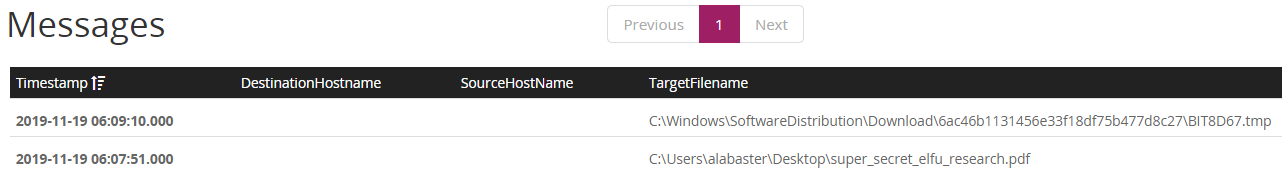 Messages
Previous 1 Next
Timestamp DestinationHostname SourceHostName TargetFilename
2019-11-19 06:09:10.000 C:\Windows\SoftwareDistribution\Download\6ac46b1131456e33f18df75b477d8c27\BIT8D67.tmp
2019-11-19 06:07:51.000 C:\Users\alabaster\Desktop\super_secret_elfu_research.pdf